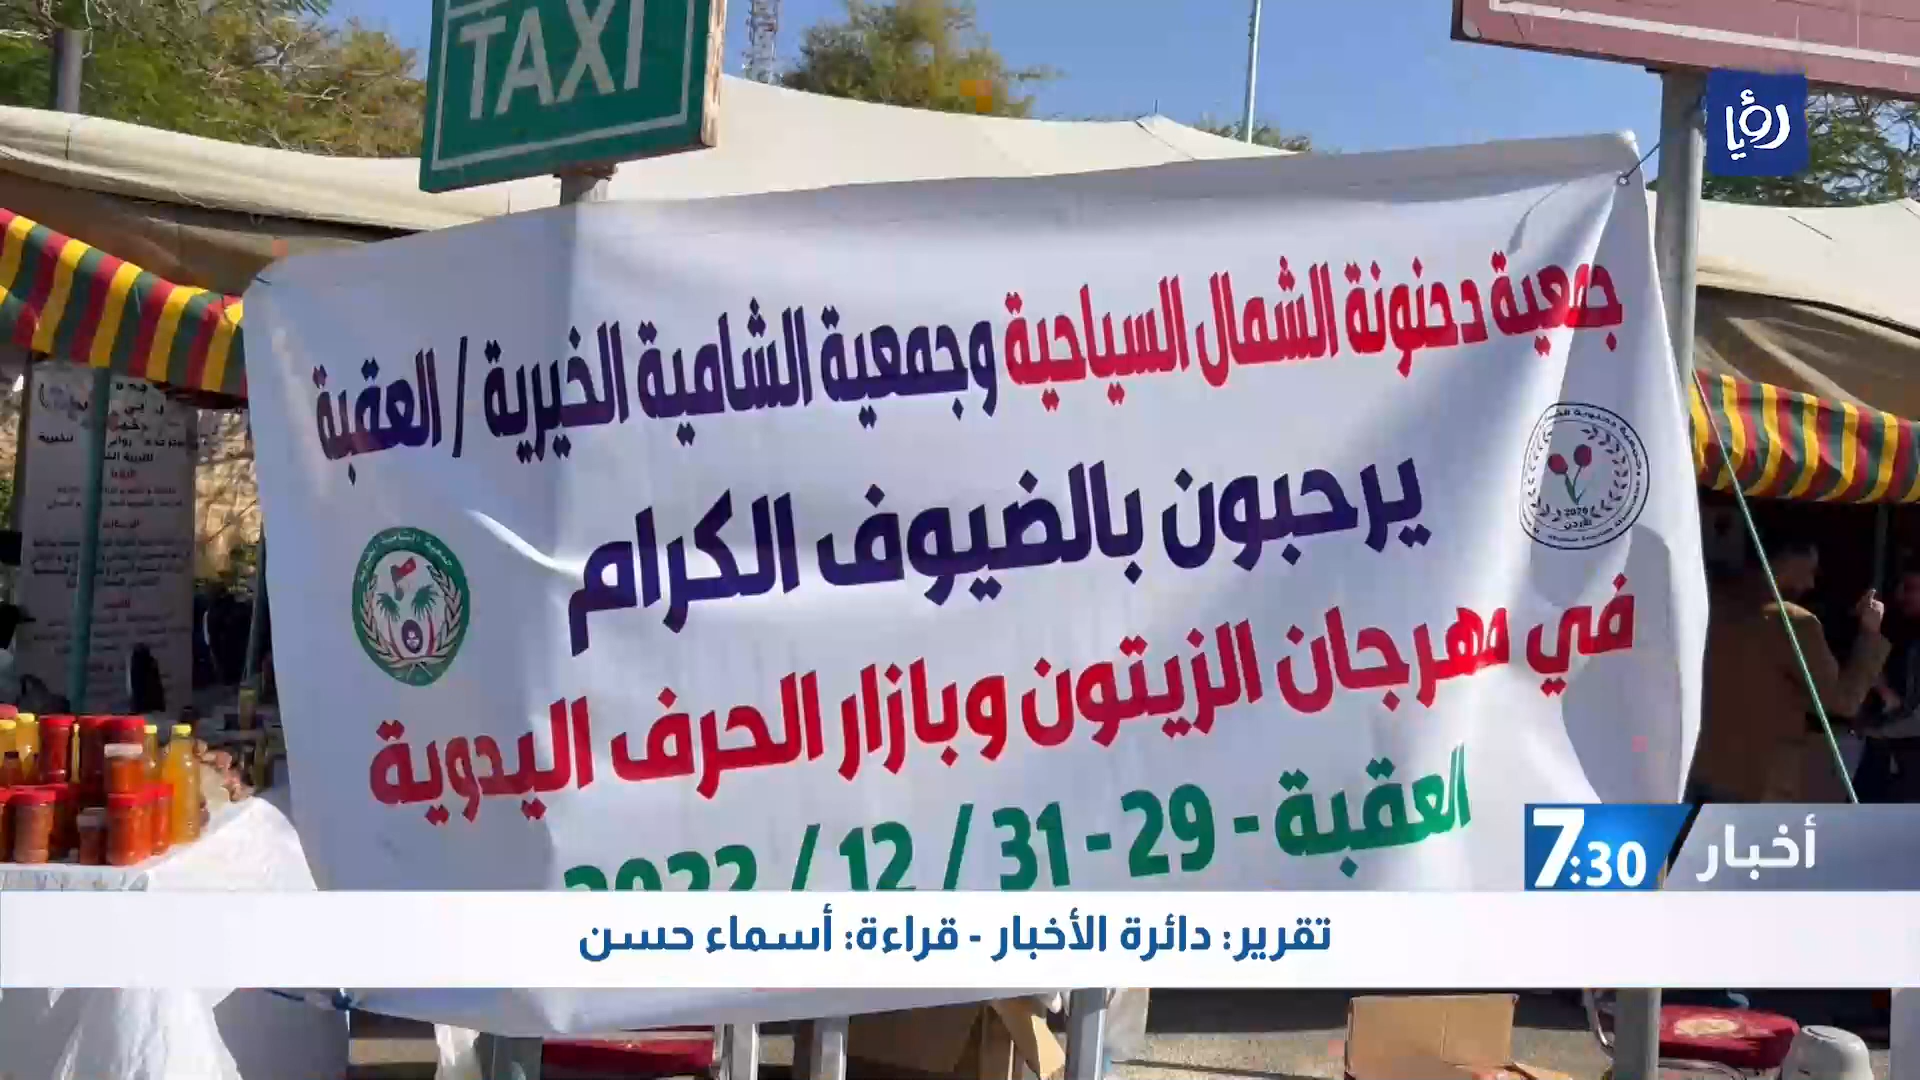 TAXI
رؤيا
جمعية دحنونة الشمال السياحية وجمعية الشامية الخيرية / العقبة
يرحبون بالضيوف الكرام
في مهرجان الزيتون وبازار الحرف اليدوية
العقبة - 29 - 31 / 12 / 2022
أخبار 7:30
تقرير: دائرة الأخبار - قراءة: أسماء حسن